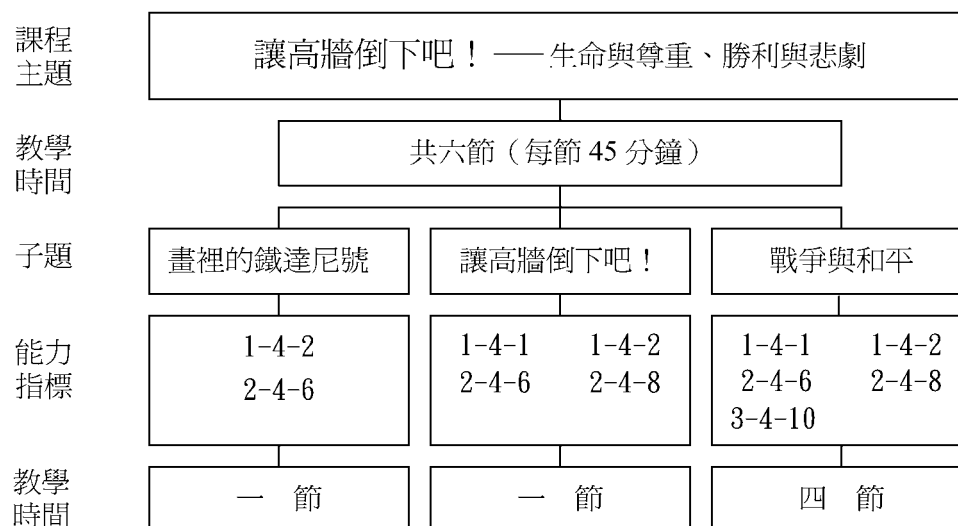 課程
主題
讓高牆倒下吧！──生命與尊重、勝利與悲劇
教學
時間
共六節（每節 45 分鐘）
子題
畫裡的鐵達尼號
讓高牆倒下吧！
戰爭與和平
能力
指標
1-4-2
2-4-6
1-4-1 1-4-2
2-4-6 2-4-8
1-4-1 1-4-2
2-4-6 2-4-8
3-4-10
教學
時間
一 節
一 節
四 節